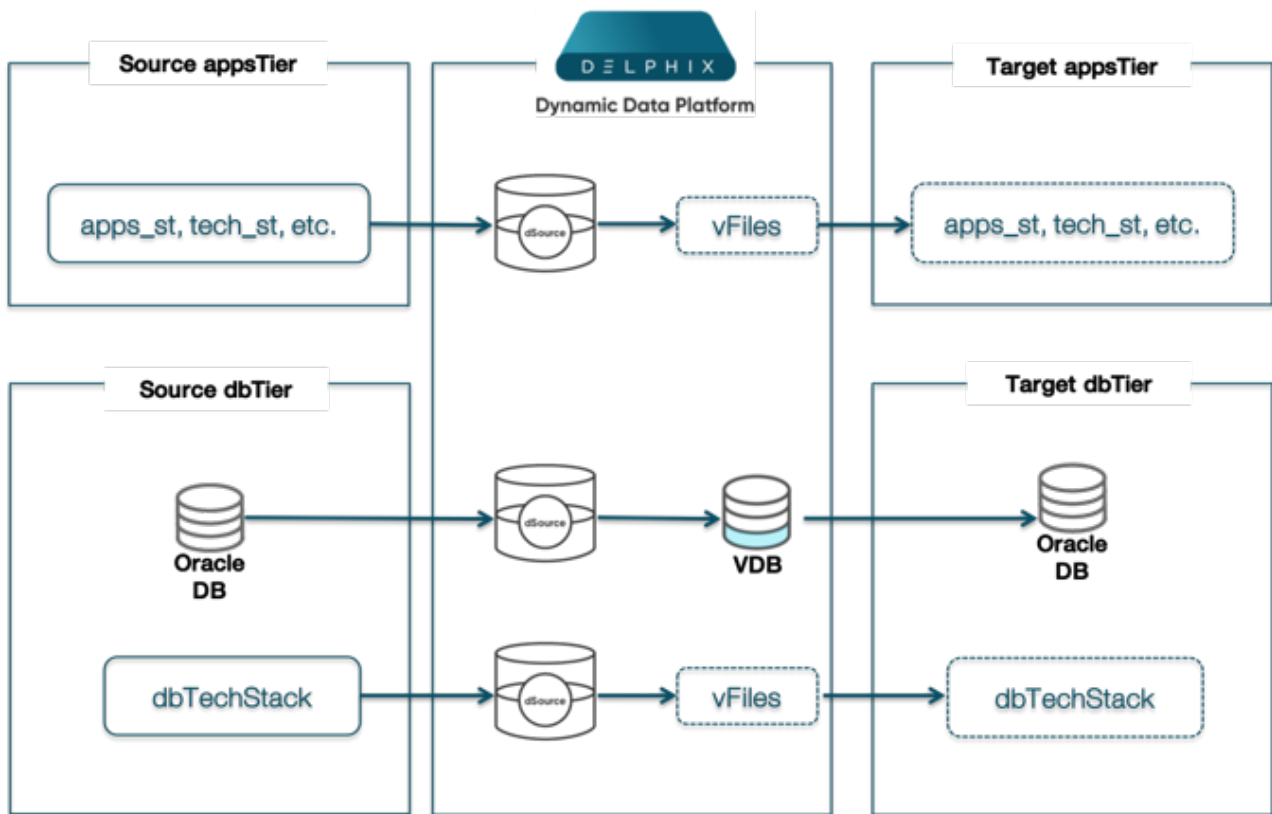 DELPHIX
Dynamic Data Platform
Source appsTier
Target appsTier
apps_st, tech_st, etc.
dSource
vFiles
apps_st, tech_st, etc.
Source dbTier
Target dbTier
Oracle
DB
dSource
VDB
Oracle
DB
dbTechStack
dSource
vFiles
dbTechStack